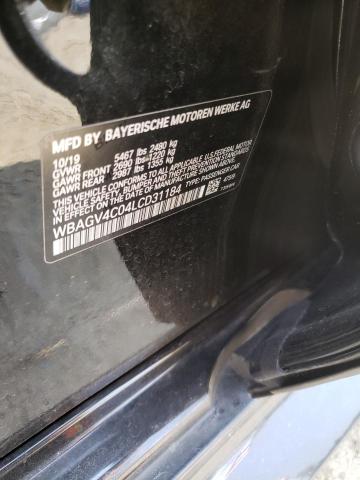 MFD BY BAYERISCHE MOTOREN WERKE AG
10/19
GVWR 5467 lbs 2480 kg
GAWR FRONT 2690 lbs 1220 kg
GAWR REAR 2987 lbs 1355 kg
THIS VEHICLE CONFORMS TO ALL APPLICABLE U.S. FEDERAL MOTOR
VEHICLE SAFETY, BUMPER, AND THEFT PREVENTION STANDARDS
IN EFFECT ON THE DATE OF MANUFACTURE SHOWN ABOVE.
WBAGV4C04LCD31184 TYPE: PASSENGER CAR